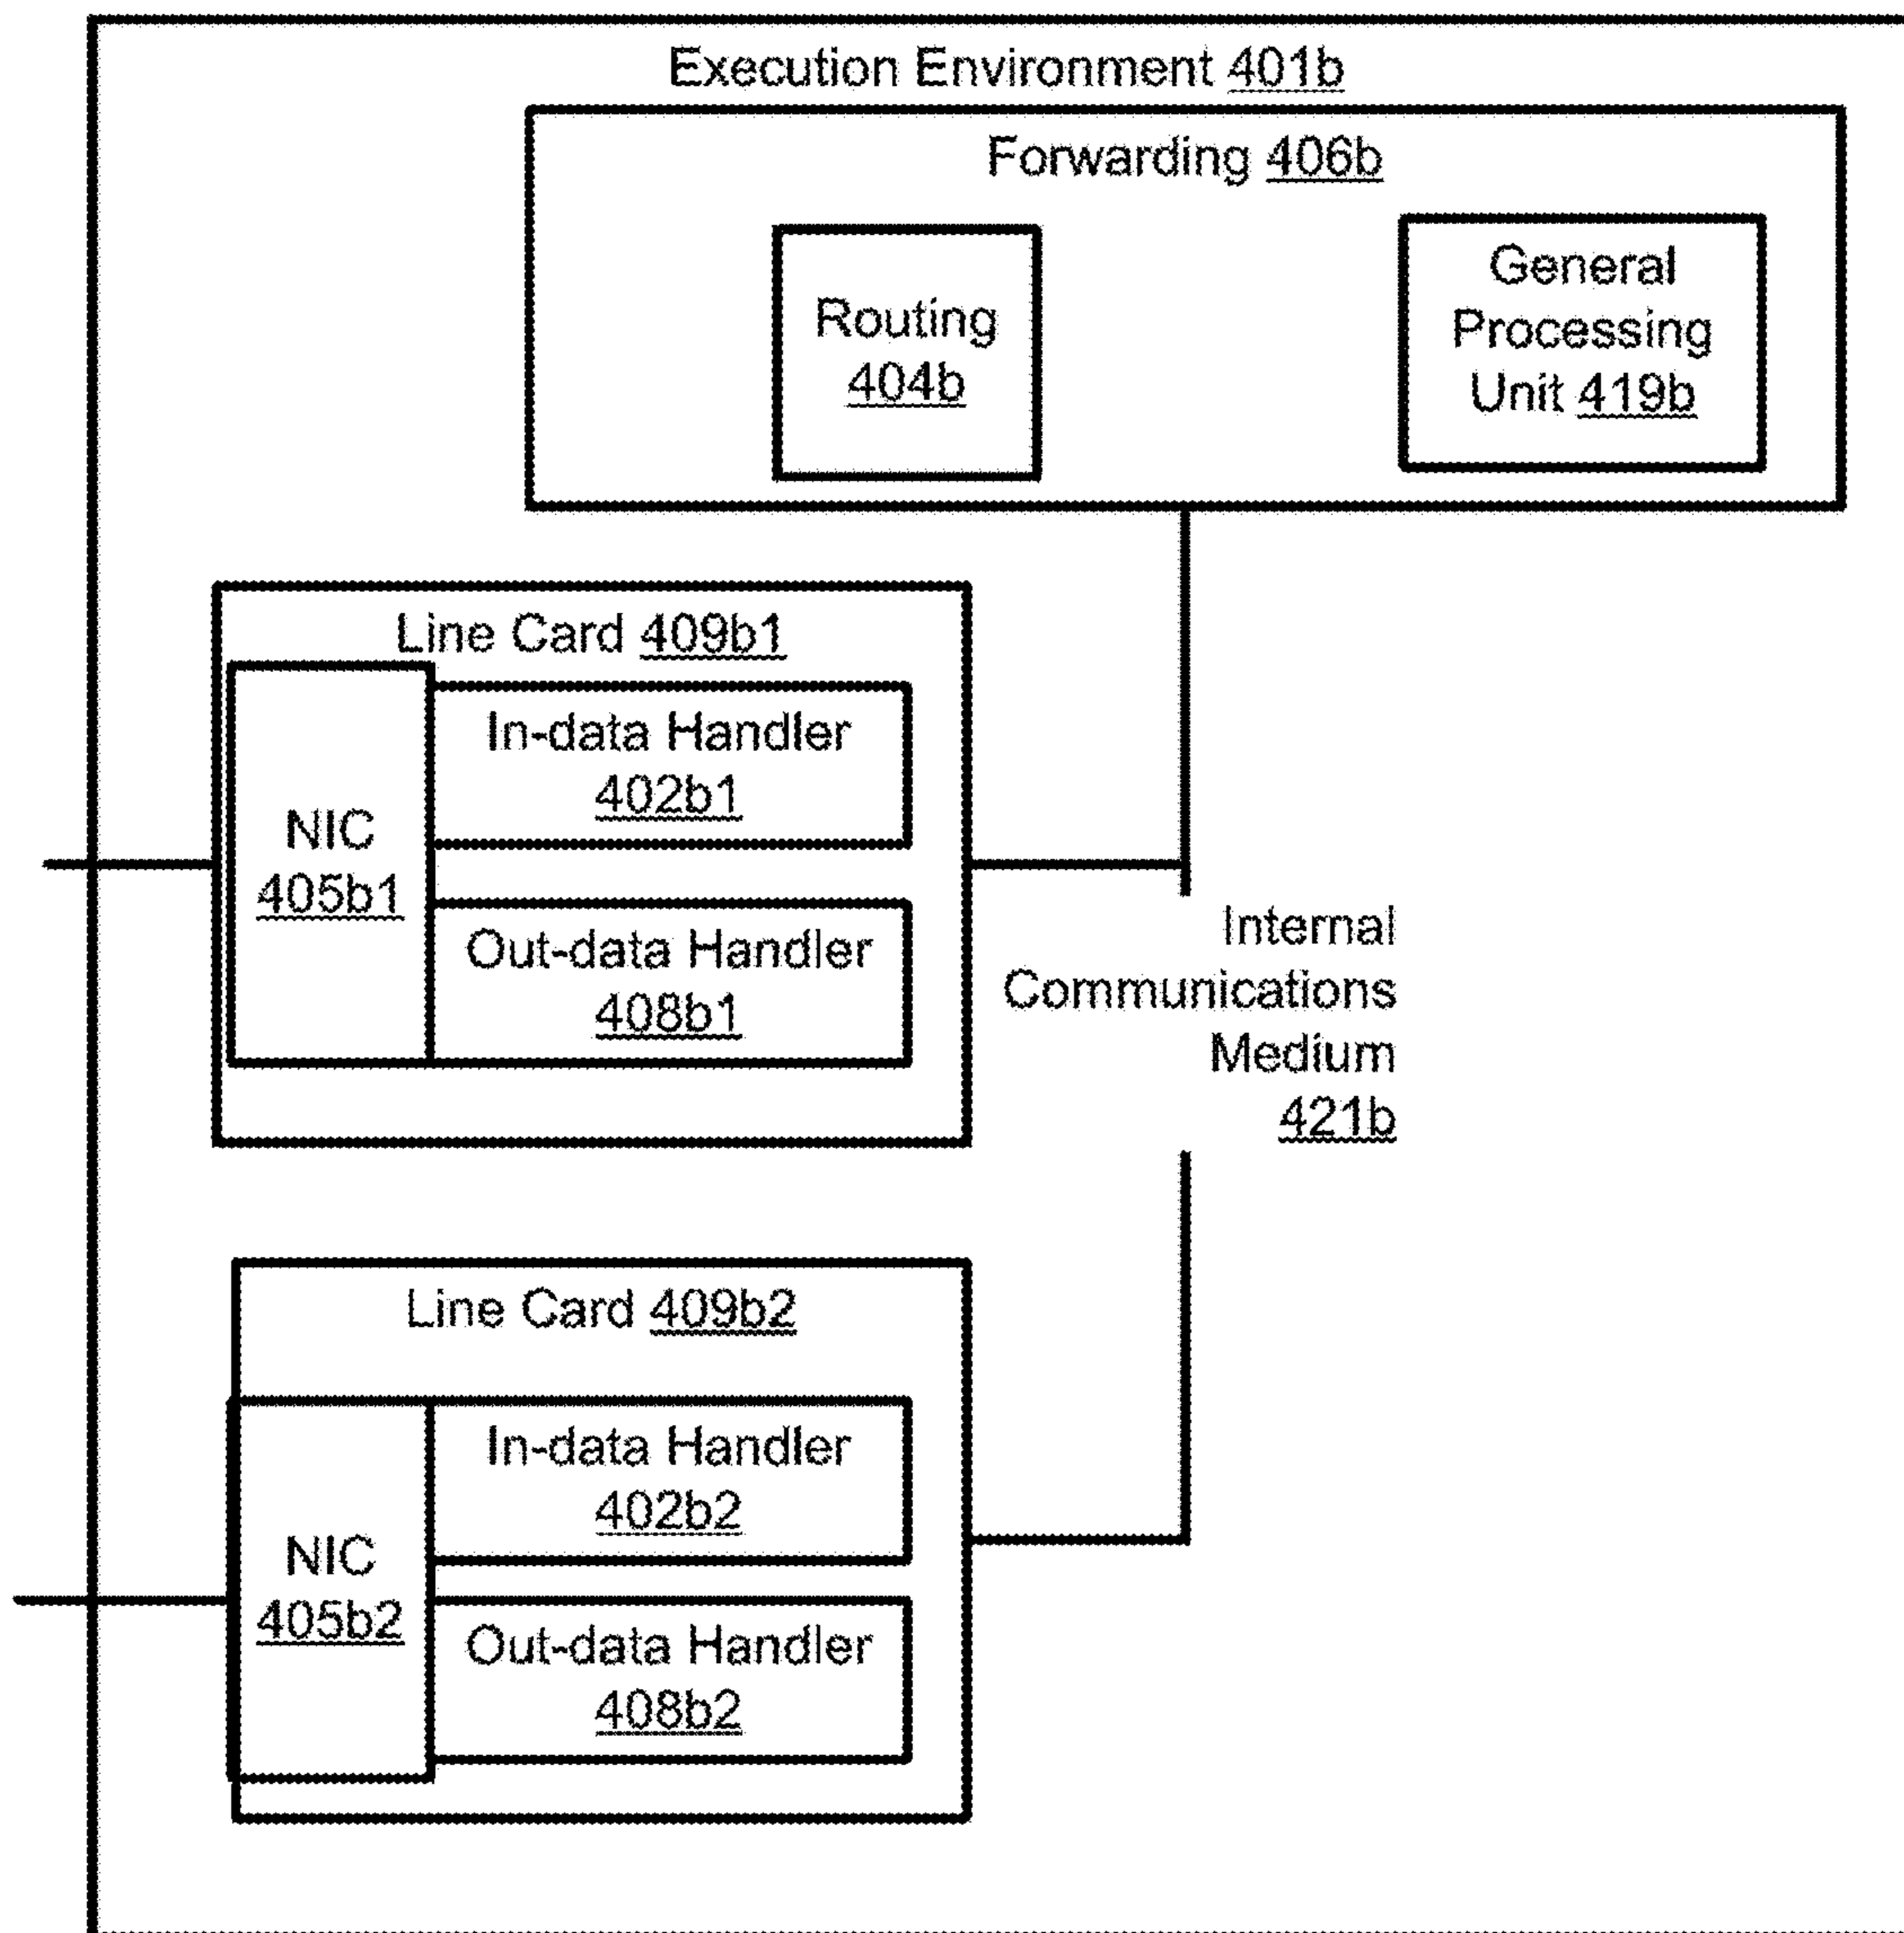 Execution Environment 401b
Forwarding 406b
Routing
404b
General
Processing
Unit 419b
Line Card 409b1
NIC
405b1
In-data Handler
402b1
Out-data Handler
408b1
Internal
Communications
Medium
421b
Line Card 409b2
NIC
405b2
In-data Handler
402b2
Out-data Handler
408b2